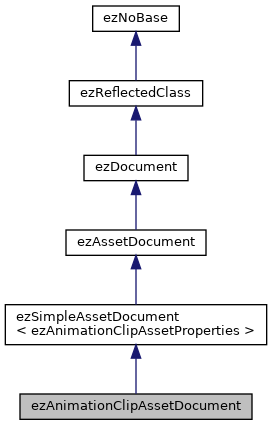 ezNoBase
ezReflectedClass
ezDocument
ezAssetDocument
ezSimpleAssetDocument
< ezAnimationClipAssetProperties >
ezAnimationClipAssetDocument